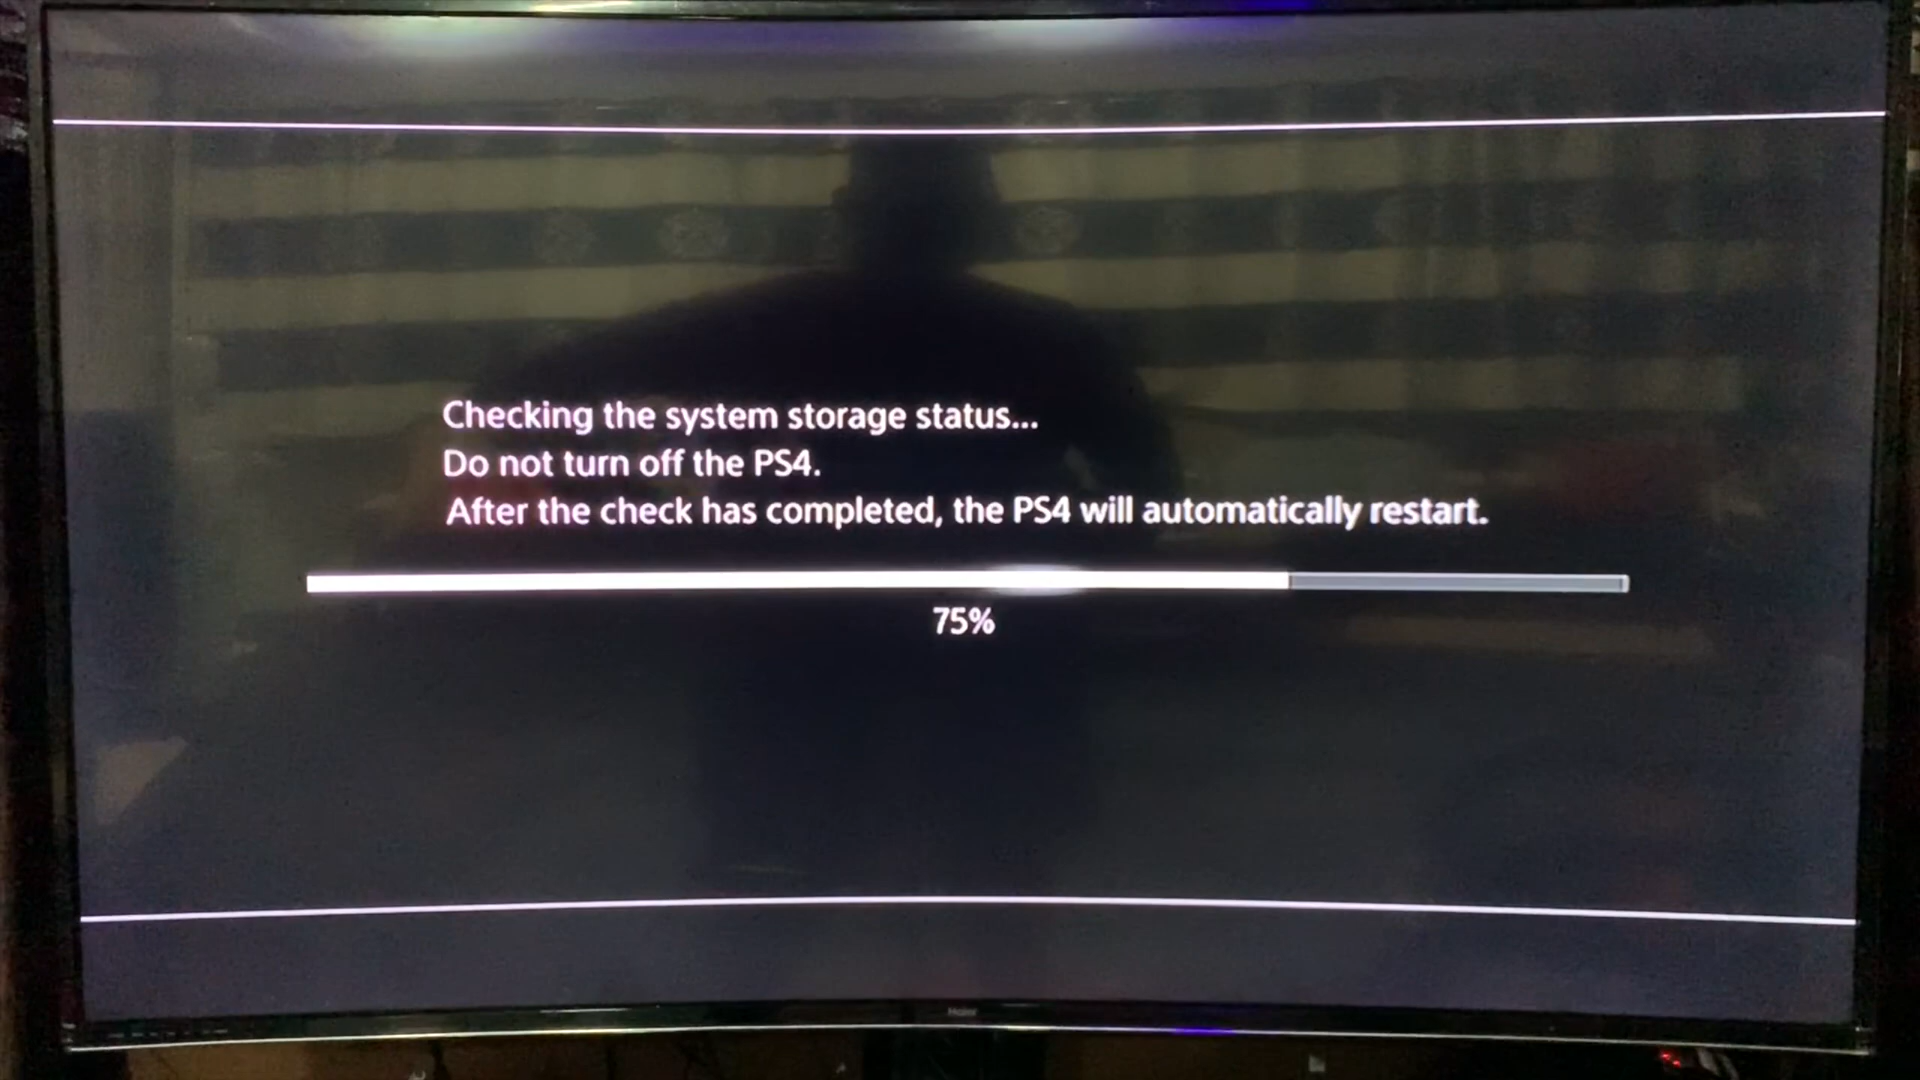 Checking the system storage status...
Do not turn off the PS4.
After the check has completed, the PS4 will automatically restart.
75%
Haier